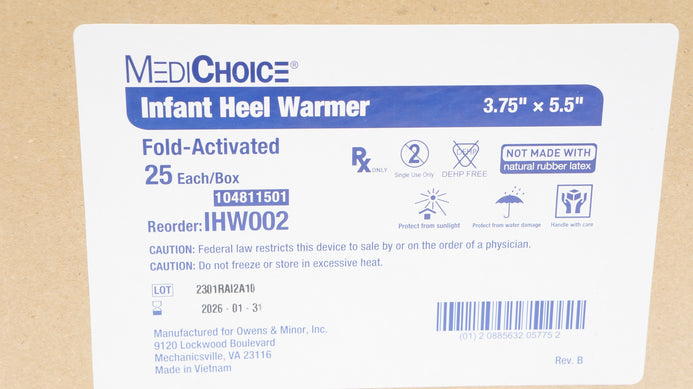 MEDICHOICE®
Infant Heel Warmer 3.75" × 5.5"
Fold-Activated
25 Each/Box
104811501
Reorder: IHW002
Rx ONLY
2
Single Use Only
DEHP
DEHP FREE
NOT MADE WITH
natural rubber latex
Protect from sunlight
Protect from water damage
Handle with care
CAUTION: Federal law restricts this device to sale by or on the order of a physician.
CAUTION: Do not freeze or store in excessive heat.
LOT 2301RAI2A10
2026-01-31
Manufactured for Owens & Minor, Inc.
9120 Lockwood Boulevard
Mechanicsville, VA 23116
Made in Vietnam
(01) 2 0885632 05775 2
Rev. B